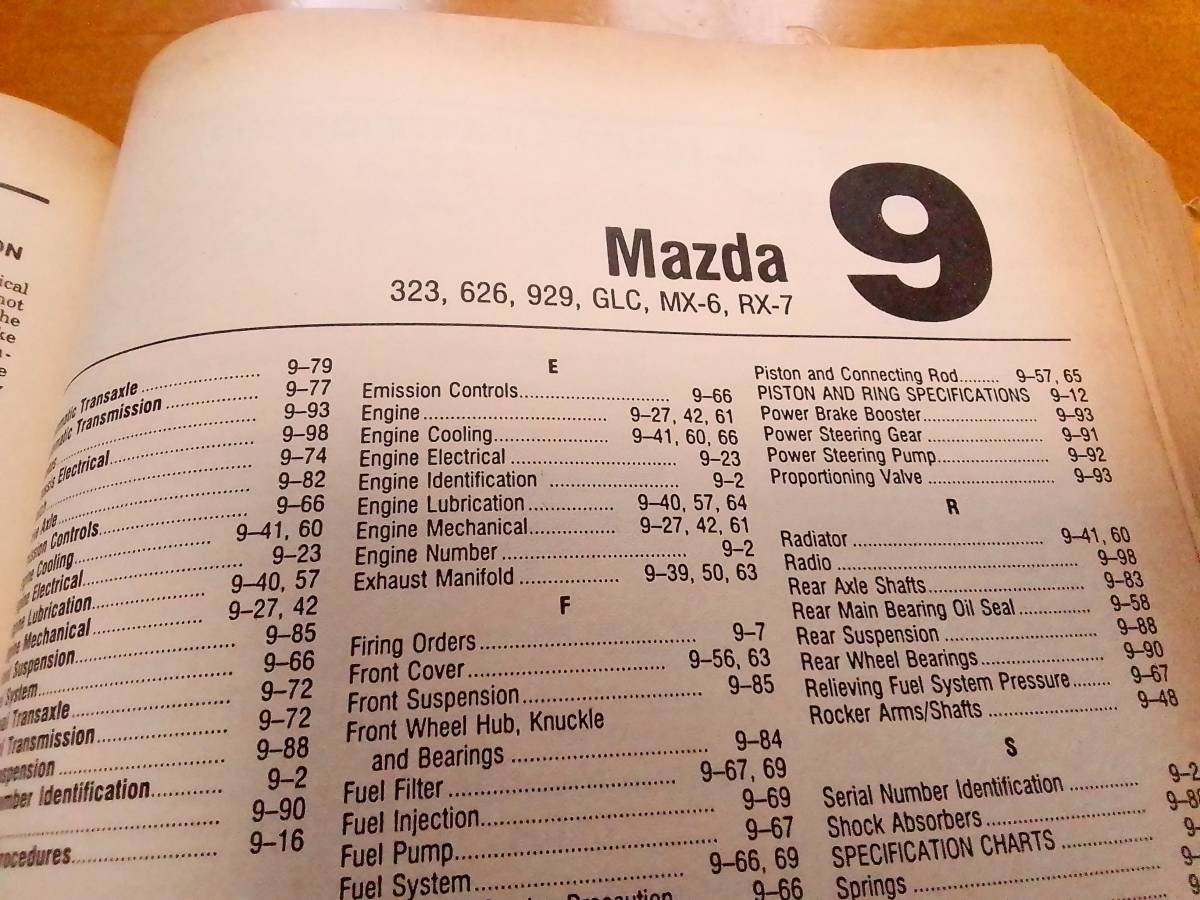 ON
ical
not
he
ke
Mazda 9
323, 626, 929, GLC, MX-6, RX-7
9–79
Transaxle 9–77
Transmission 9–93
9–98
Electrical 9–74
9–82
Axle 9–66
Controls 9–41, 60
Cooling 9–23
Electrical 9–40, 57
Lubrication 9–27, 42
Mechanical 9–85
Suspension 9–66
System 9–72
Transaxle 9–72
Transmission 9–88
9–2
Identification 9–90
9–16
E
Emission Controls 9–66
Engine 9–27, 42, 61
Engine Cooling 9–41, 60, 66
Engine Electrical 9–23
Engine Identification 9–2
Engine Lubrication 9–40, 57, 64
Engine Mechanical 9–27, 42, 61
Engine Number 9–2
Exhaust Manifold 9–39, 50, 63
F
Firing Orders 9–7
Front Cover 9–56, 63
Front Suspension 9–85
Front Wheel Hub, Knuckle
and Bearings 9–84
Fuel Filter 9–67, 69
Fuel Injection 9–69
Fuel Pump 9–67
Fuel System 9–66, 69
9–66
Piston and Connecting Rod 9–57, 65
PISTON AND RING SPECIFICATIONS 9–12
Power Brake Booster 9–93
Power Steering Gear 9–91
Power Steering Pump 9–92
Proportioning Valve 9–93
R
Radiator 9–41, 60
Radio 9–98
Rear Axle Shafts 9–83
Rear Main Bearing Oil Seal 9–58
Rear Suspension 9–88
Rear Wheel Bearings 9–90
Relieving Fuel System Pressure 9–67
Rocker Arms/Shafts 9–48
S
Serial Number Identification 9–2
Shock Absorbers
SPECIFICATION CHARTS
Springs